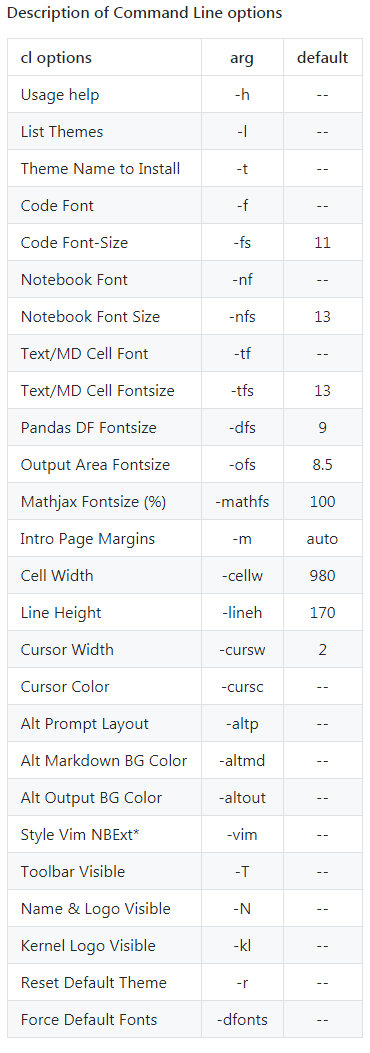 Description of Command Line options
cl options arg default
Usage help -h --
List Themes -l --
Theme Name to Install -t --
Code Font -f --
Code Font-Size -fs 11
Notebook Font -nf --
Notebook Font Size -nfs 13
Text/MD Cell Font -tf --
Text/MD Cell Fontsize -tfs 13
Pandas DF Fontsize -dfs 9
Output Area Fontsize -ofs 8.5
Mathjax Fontsize (%) -mathfs 100
Intro Page Margins -m auto
Cell Width -cellw 980
Line Height -lineh 170
Cursor Width -cursw 2
Cursor Color -cursc --
Alt Prompt Layout -altp --
Alt Markdown BG Color -altmd --
Alt Output BG Color -altout --
Style Vim NBExt* -vim --
Toolbar Visible -T --
Name & Logo Visible -N --
Kernel Logo Visible -kl --
Reset Default Theme -r --
Force Default Fonts -dfonts --